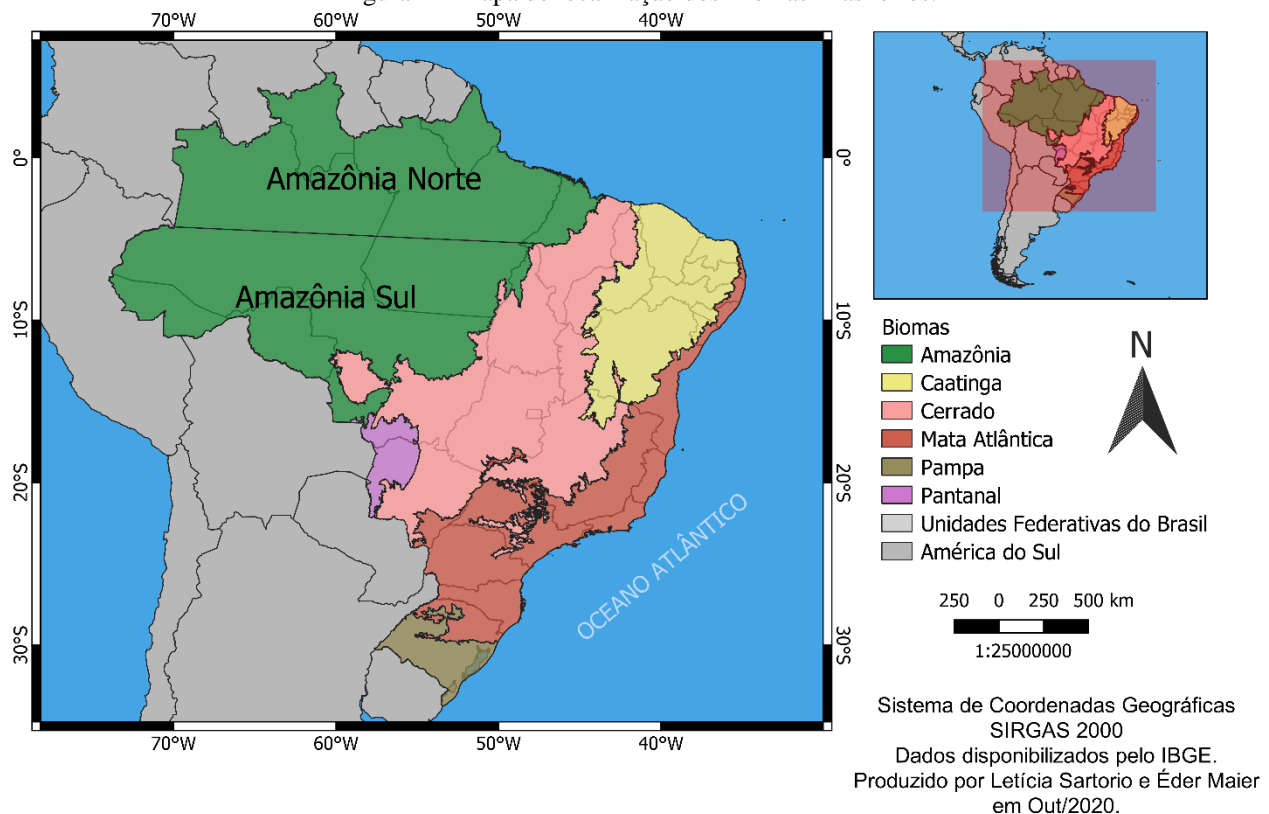 70°W 60°W 50°W 40°W
0°
10°S
20°S
30°S
0°
10°S
20°S
30°S
Amazônia Norte
Amazônia Sul
OCEANO ATLÂNTICO
70°W 60°W 50°W 40°W
Biomas
Amazônia
Caatinga
Cerrado
Mata Atlântica
Pampa
Pantanal
Unidades Federativas do Brasil
América do Sul
N
250 0 250 500 km
1:25000000
Sistema de Coordenadas Geográficas
SIRGAS 2000
Dados disponibilizados pelo IBGE.
Produzido por Letícia Sartorio e Éder Maier
em Out/2020.